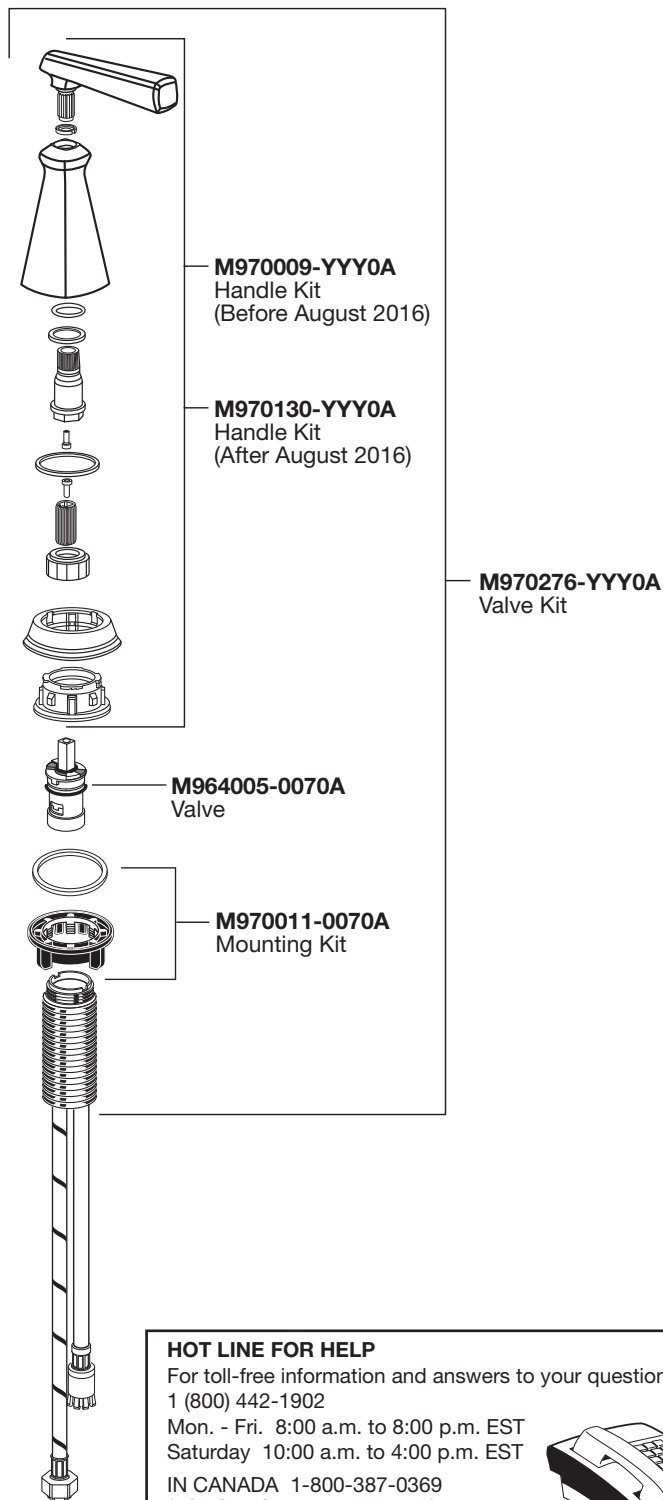 M970009-YYY0A
Handle Kit
(Before August 2016)
M970130-YYY0A
Handle Kit
(After August 2016)
M970276-YYY0A
Valve Kit
M964005-0070A
Valve
M970011-0070A
Mounting Kit
HOT LINE FOR HELP
For toll-free information and answers to your question
1 (800) 442-1902
Mon. - Fri. 8:00 a.m. to 8:00 p.m. EST
Saturday 10:00 a.m. to 4:00 p.m. EST
IN CANADA 1-800-387-0369